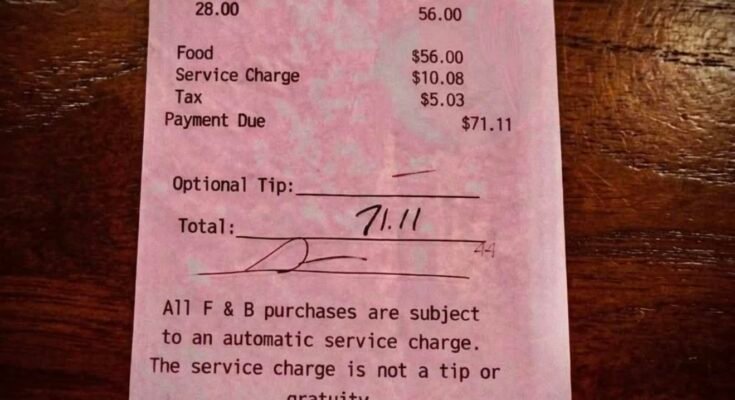 28.00 56.00
Food $56.00
Service Charge $10.08
Tax $5.03
Payment Due $71.11
Optional Tip: —
Total: 71.11
44
All F & B purchases are subject
to an automatic service charge.
The service charge is not a tip or
gratuity